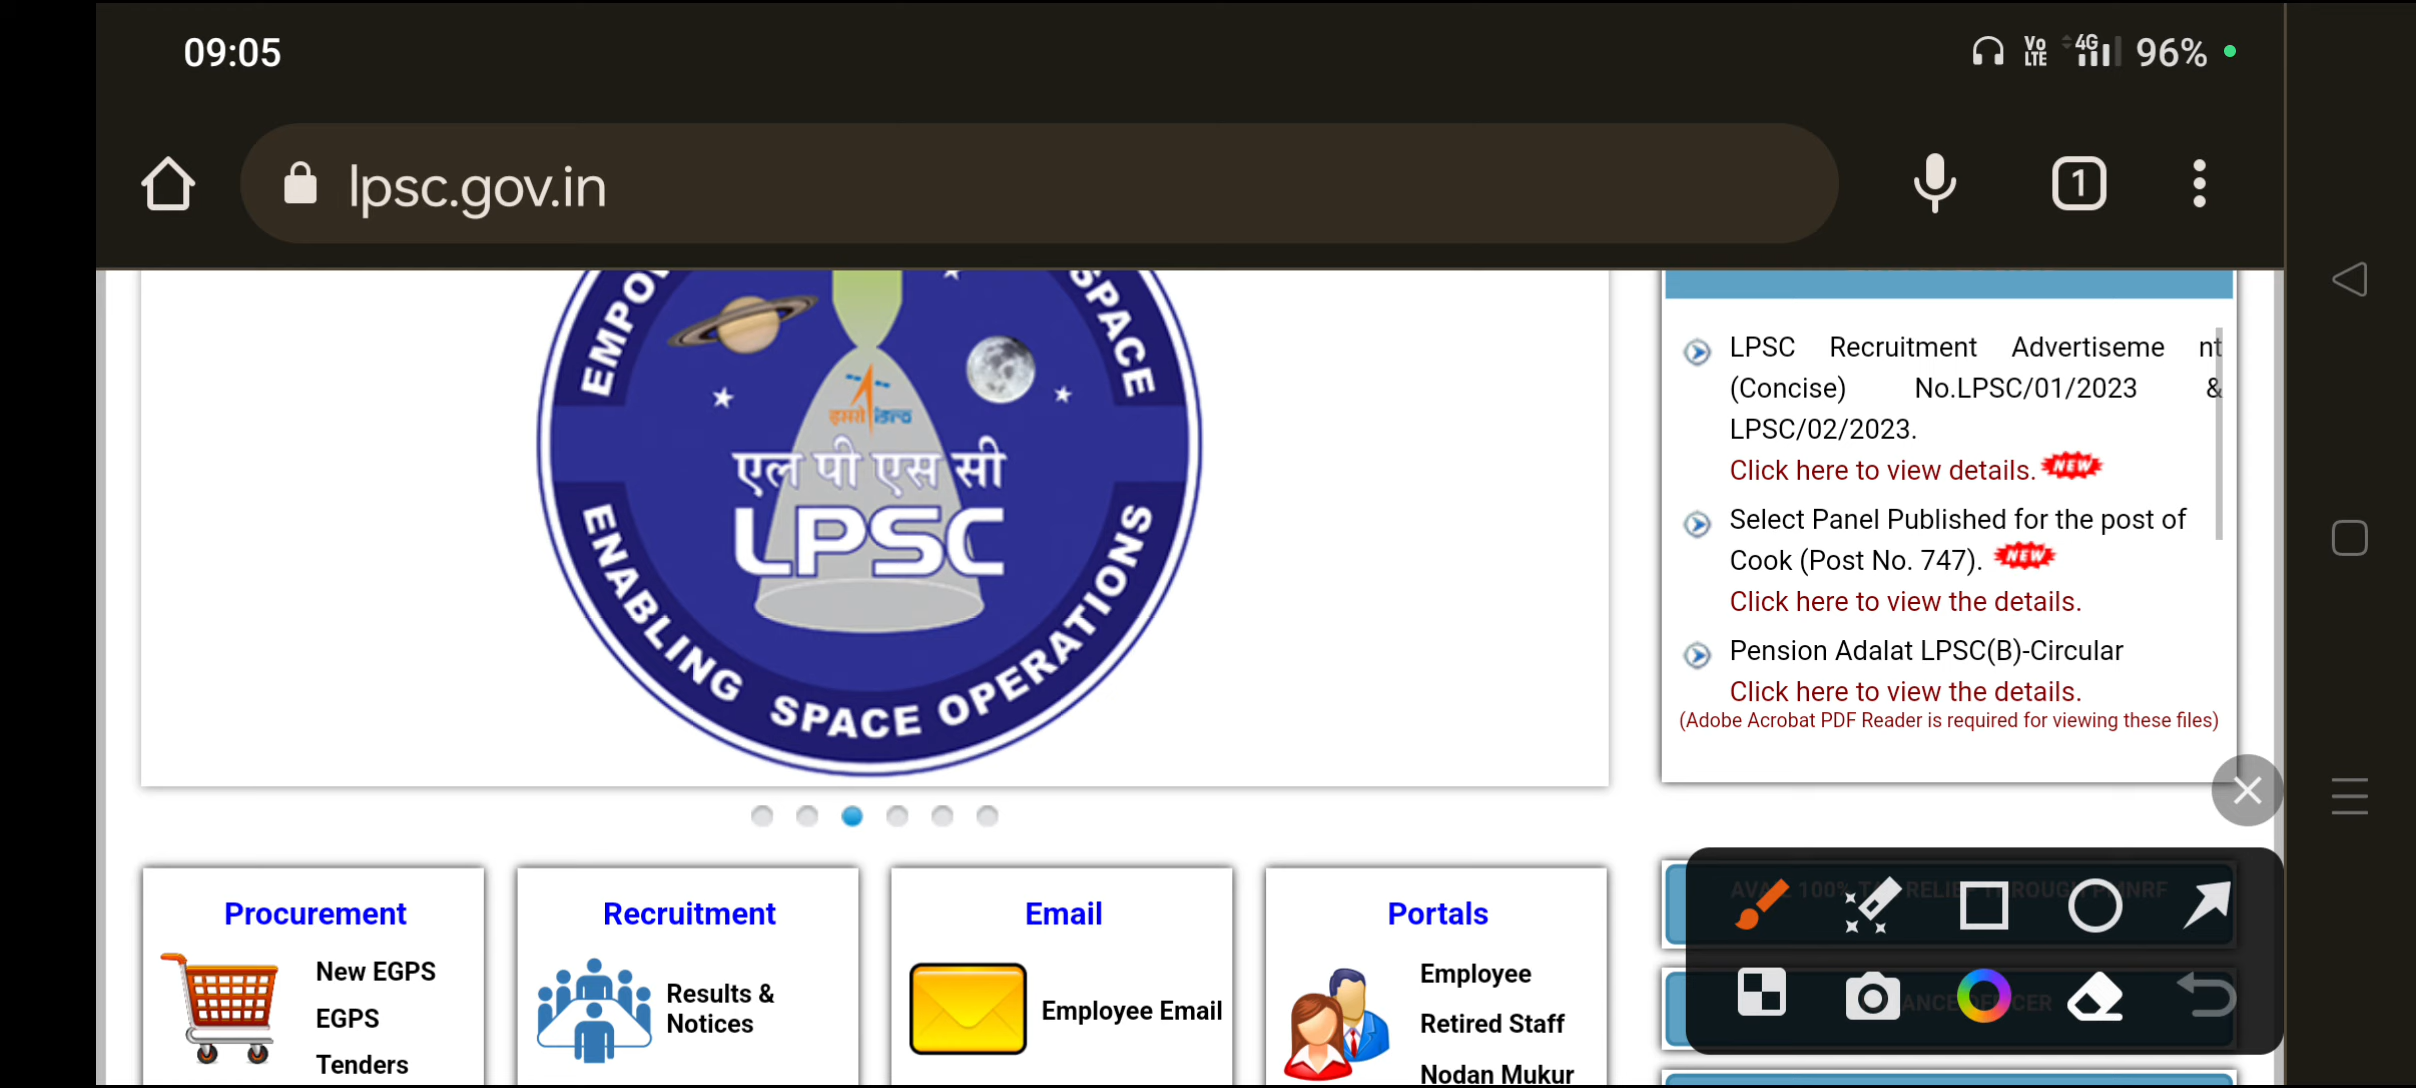 09:05
Vo
LTE
4G
96%
lpsc.gov.in
1
SPACE
इसरो isro
एल पी एस सी
LPSC
ENABLING SPACE OPERATIONS
LPSC Recruitment Advertiseme nt
(Concise) No.LPSC/01/2023 &
LPSC/02/2023.
Click here to view details. NEW
Select Panel Published for the post of
Cook (Post No. 747). NEW
Click here to view the details.
Pension Adalat LPSC(B)-Circular
Click here to view the details.
(Adobe Acrobat PDF Reader is required for viewing these files)
Procurement
New EGPS
EGPS
Tenders
Recruitment
Results &
Notices
Email
Employee Email
Portals
Employee
Retired Staff
Nodan Mukur
100%